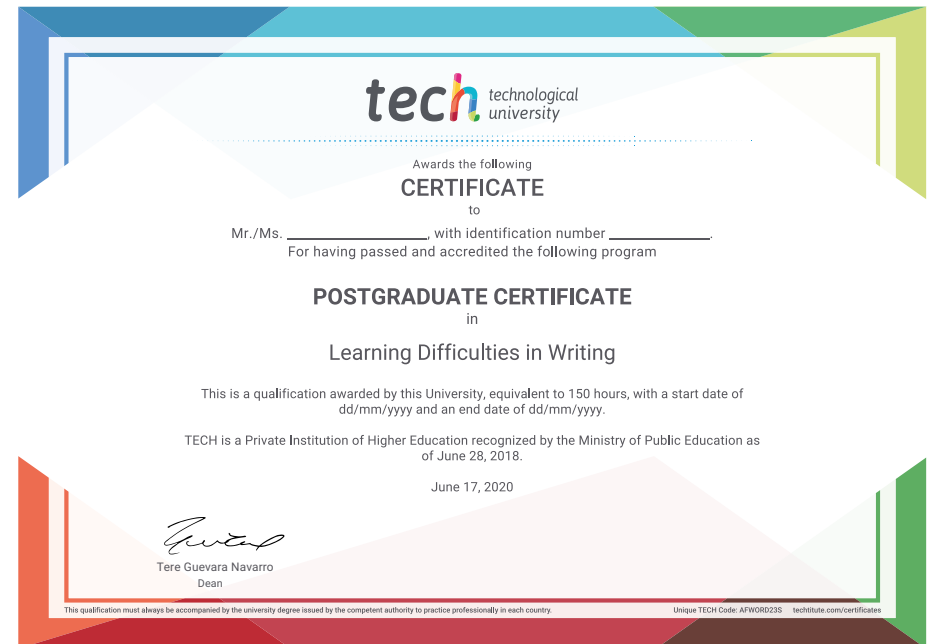 tech technological
university
Awards the following
CERTIFICATE
to
Mr./Ms. ____________________, with identification number ______________.
For having passed and accredited the following program
POSTGRADUATE CERTIFICATE
in
Learning Difficulties in Writing
This is a qualification awarded by this University, equivalent to 150 hours, with a start date of
dd/mm/yyyy and an end date of dd/mm/yyyy.
TECH is a Private Institution of Higher Education recognized by the Ministry of Public Education as
of June 28, 2018.
June 17, 2020
Tere Guevara Navarro
Dean
This qualification must always be accompanied by the university degree issued by the competent authority to practice professionally in each country.
Unique TECH Code: AFWORD23S techtitute.com/certificates